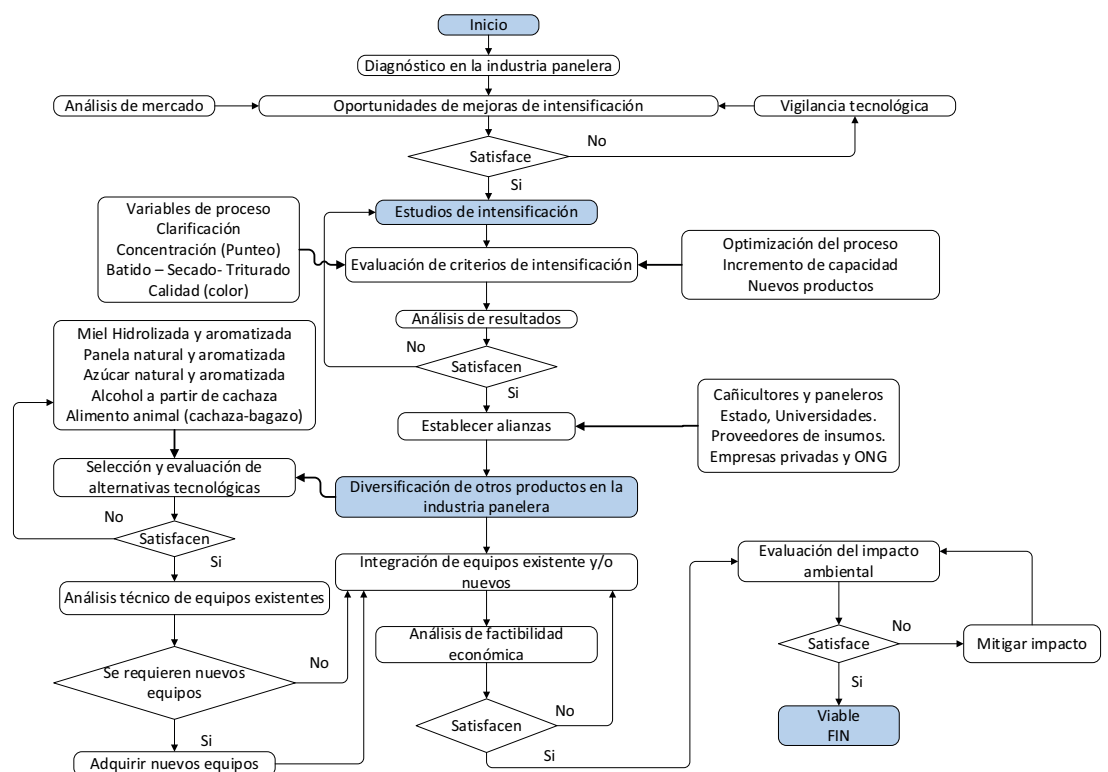 Inicio
Diagnóstico en la industria panelera
Análisis de mercado
Oportunidades de mejoras de intensificación
Vigilancia tecnológica
No
Satisface
Si
Estudios de intensificación
Variables de proceso
Clarificación
Concentración (Punteo)
Batido – Secado- Triturado
Calidad (color)
Evaluación de criterios de intensificación
Optimización del proceso
Incremento de capacidad
Nuevos productos
Análisis de resultados
No
Satisfacen
Si
Miel Hidrolizada y aromatizada
Panela natural y aromatizada
Azúcar natural y aromatizada
Alcohol a partir de cachaza
Alimento animal (cachaza-bagazo)
Establecer alianzas
Cañicultores y paneleros
Estado, Universidades.
Proveedores de insumos.
Empresas privadas y ONG
Selección y evaluación de
alternativas tecnológicas
Diversificación de otros productos en la
industria panelera
No
Satisfacen
Si
Análisis técnico de equipos existentes
Se requieren nuevos
equipos
No
Si
Adquirir nuevos equipos
Integración de equipos existente y/o
nuevos
Análisis de factibilidad
económica
Satisfacen
No
Si
Evaluación del impacto
ambiental
Satisface
No
Mitigar impacto
Si
Viable
FIN